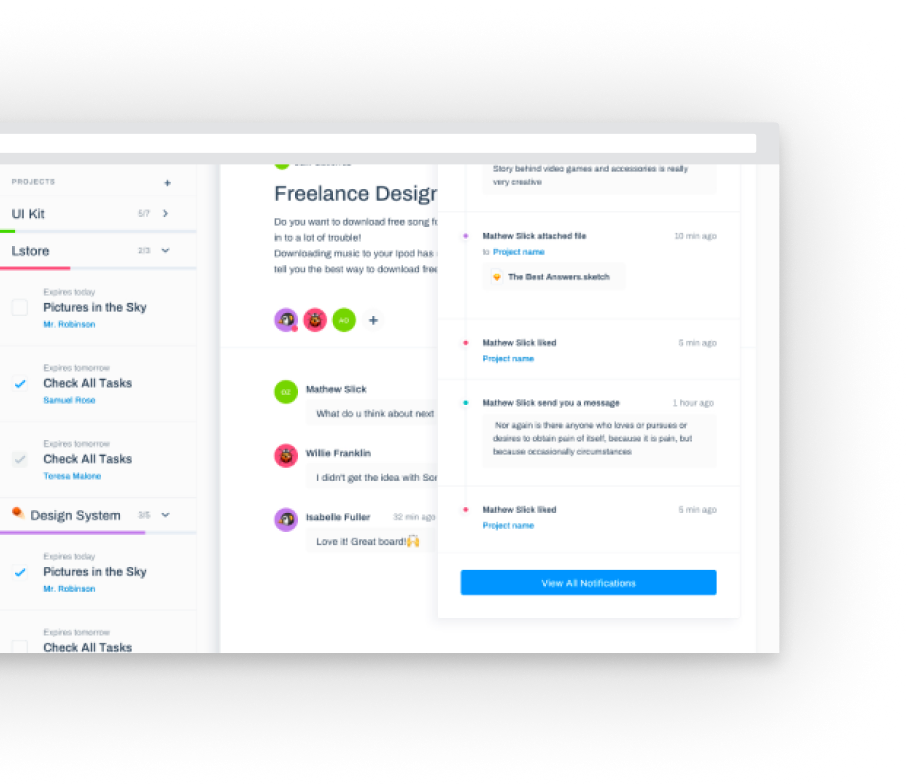 PROJECTS +
UI Kit 5/7
Lstore 2/3
Expires today
Pictures in the Sky
Mr. Robinson
Expires tomorrow
Check All Tasks
Samuel Rose
Expires tomorrow
Check All Tasks
Teresa Malone
Design System 3/5
Expires today
Pictures in the Sky
Mr. Robinson
Expires tomorrow
Check All Tasks
Freelance Design
Do you want to download free song
in to a lot of trouble!
Downloading music to your Ipod has
tell you the best way to download free
AO +
OZ
Mathew Slick
What do u think about next
Willie Franklin
I didn't get the idea with
Isabelle Fuller 32 min ago
Love it! Great board!🙌
Story behind video games and accessories is really
very creative
Mathew Slick attached file 10 min ago
to Project name
The Best Answers.sketch
Mathew Slick liked 5 min ago
Project name
Mathew Slick send you a message 1 hour ago
Nor again is there anyone who loves or pursues or
desires to obtain pain of itself, because it is pain, but
because occasionally circumstances
Mathew Slick liked 5 min ago
Project name
View All Notifications